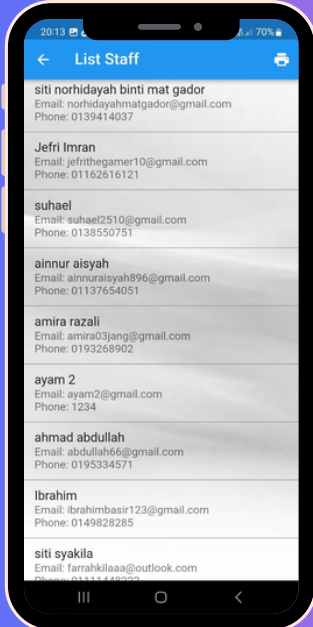 20:13
70%
List Staff
siti norhidayah binti mat gador
Email: norhidayahmatgador@gmail.com
Phone: 0139414037
Jefri Imran
Email: jefrithegamer10@gmail.com
Phone: 01162616121
suhael
Email: suhael2510@gmail.com
Phone: 0138550751
ainnur aisyah
Email: ainnuraisyah896@gmail.com
Phone: 01137654051
amira razali
Email: amira03jang@gmail.com
Phone: 0193268902
ayam 2
Email: ayam2@gmail.com
Phone: 1234
ahmad abdullah
Email: abdullah66@gmail.com
Phone: 0195334571
Ibrahim
Email: ibrahimbasir123@gmail.com
Phone: 0149828285
siti syakila
Email: farrahkilaaa@outlook.com